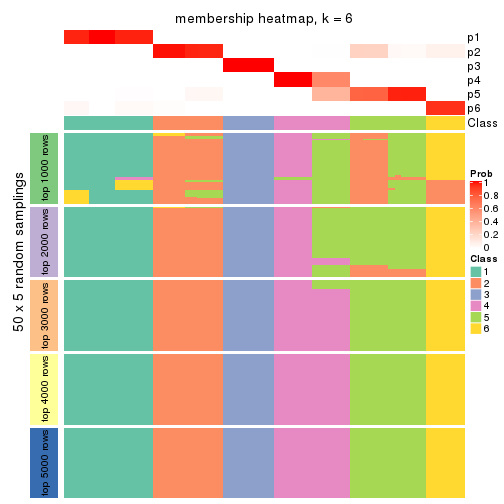 membership heatmap, k = 6
p1
p2
p3
p4
p5
p6
Class
50 x 5 random samplings
top 1000 rows
top 2000 rows
top 3000 rows
top 4000 rows
top 5000 rows
Prob
1
0.8
0.6
0.4
0.2
0
Class
1
2
3
4
5
6